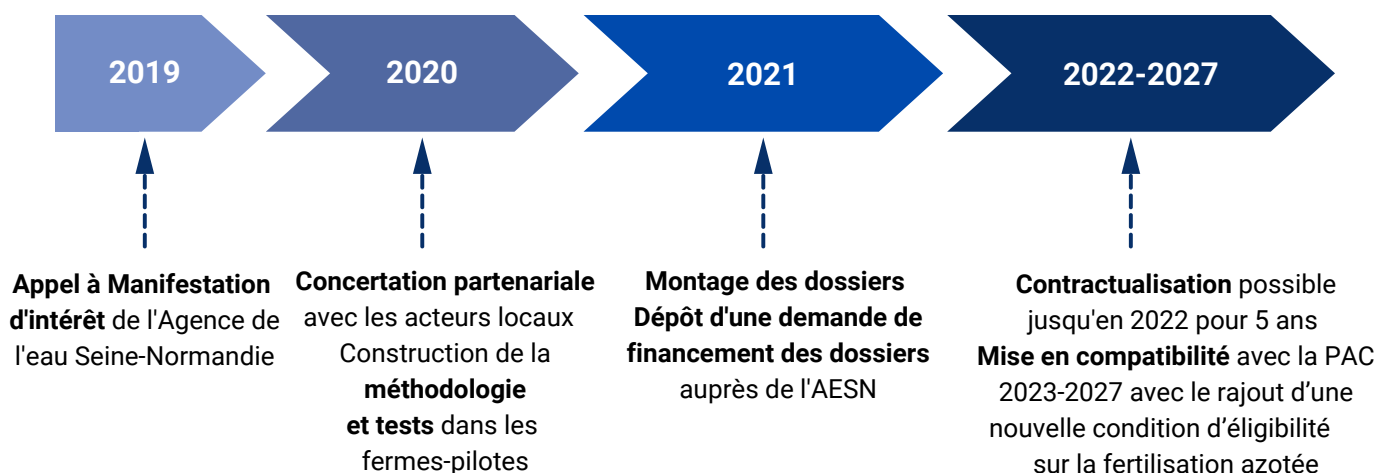 2019
2020
2021
2022-2027
Appel à Manifestation
d'intérêt de l'Agence de
l'eau Seine-Normandie
Concertation partenariale
avec les acteurs locaux
Construction de la
méthodologie
et tests dans les
fermes-pilotes
Montage des dossiers
Dépôt d'une demande de
financement des dossiers
auprès de l'AESN
Contractualisation possible
jusqu'en 2022 pour 5 ans
Mise en compatibilité avec la PAC
2023-2027 avec le rajout d’une
nouvelle condition d’éligibilité
sur la fertilisation azotée